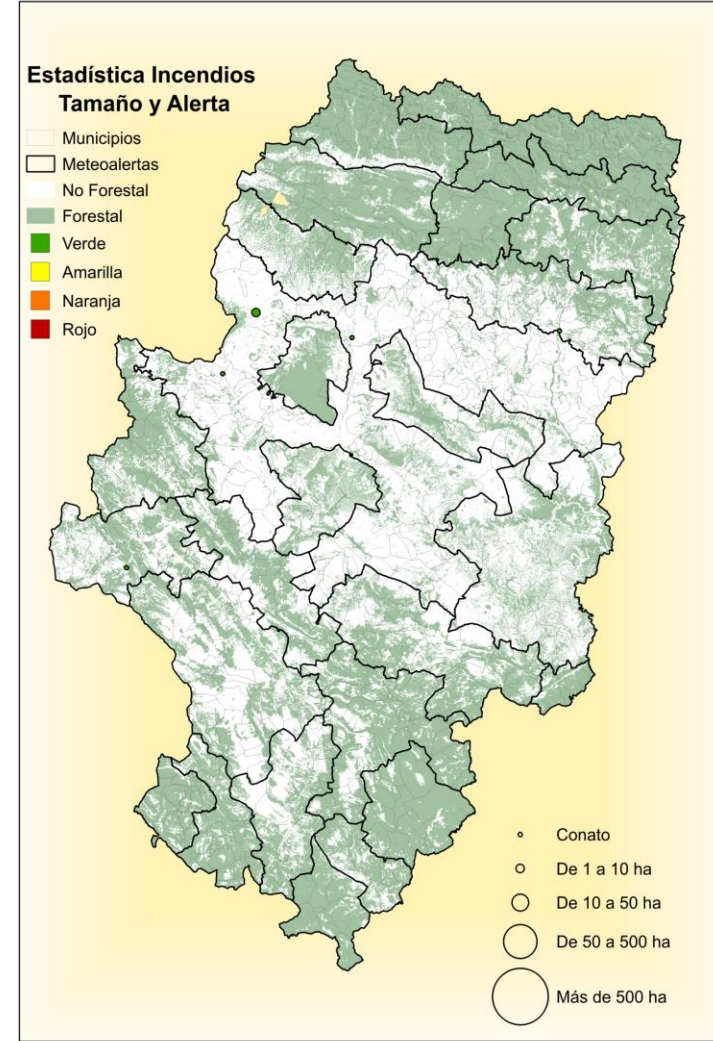 Estadística Incendios
Tamaño y Alerta
Municipios
Meteoalertas
No Forestal
Forestal
Verde
Amarilla
Naranja
Rojo
Conato
De 1 a 10 ha
De 10 a 50 ha
De 50 a 500 ha
Más de 500 ha